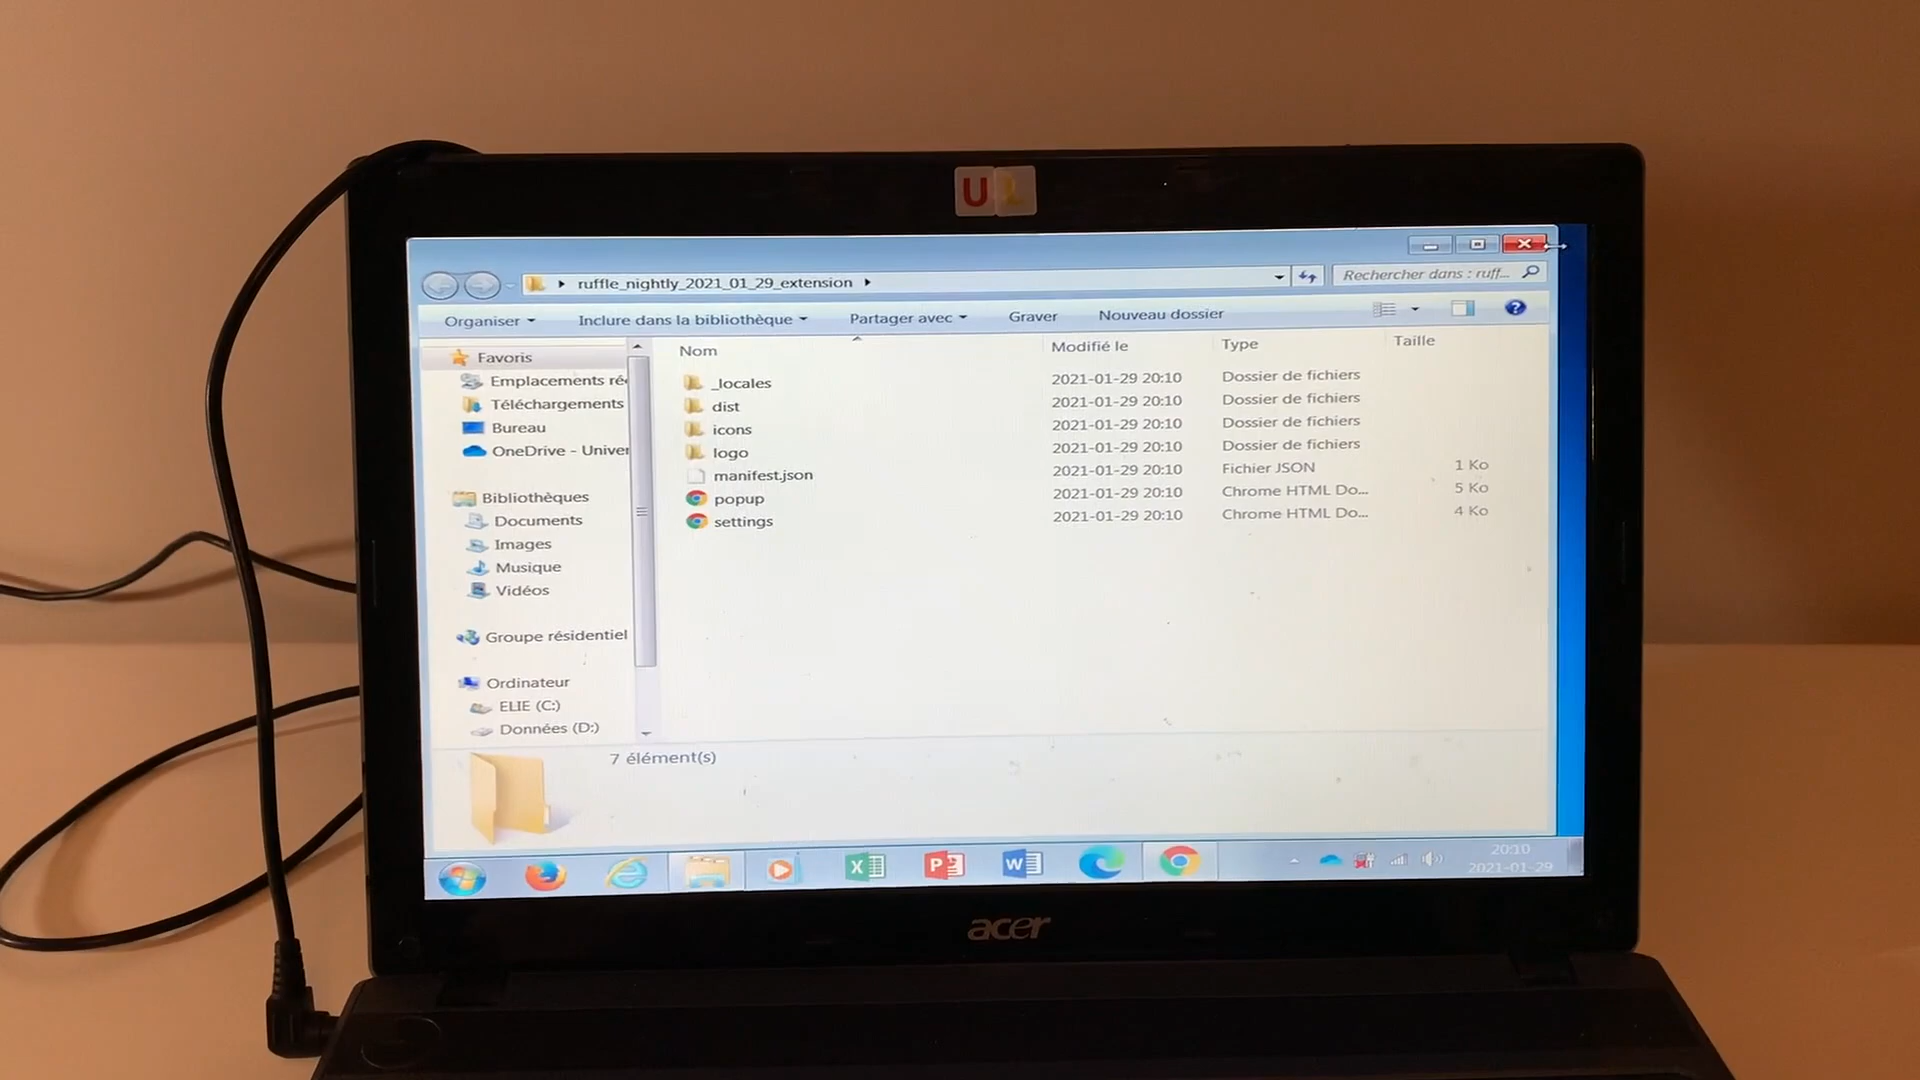 U L
ruffle_nightly_2021_01_29_extension
Rechercher dans : ruff...
Organiser Inclure dans la bibliothèque Partager avec Graver Nouveau dossier
Nom Modifié le Type Taille
Favoris
Emplacements ré
Téléchargements
Bureau
OneDrive - Univer
Bibliothèques
Documents
Images
Musique
Vidéos
Groupe résidentiel
Ordinateur
ELIE (C:)
Données (D:)
_locales 2021-01-29 20:10 Dossier de fichiers
dist 2021-01-29 20:10 Dossier de fichiers
icons 2021-01-29 20:10 Dossier de fichiers
logo 2021-01-29 20:10 Dossier de fichiers
manifest.json 2021-01-29 20:10 Fichier JSON 1 Ko
popup 2021-01-29 20:10 Chrome HTML Do... 5 Ko
settings 2021-01-29 20:10 Chrome HTML Do... 4 Ko
7 élément(s)
20:10
2021-01-29
acer